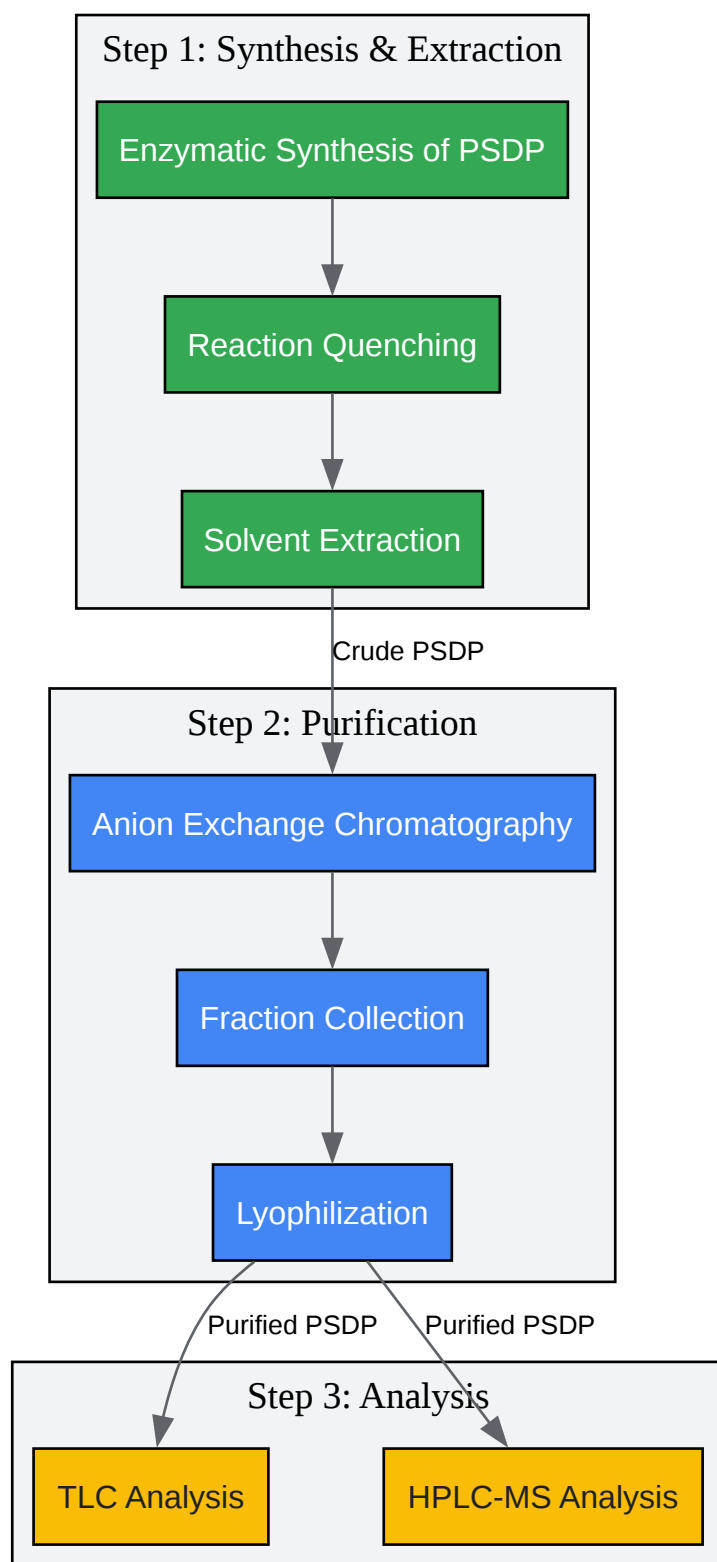 Step 1: Synthesis & Extraction
Enzymatic Synthesis of PSDP
Reaction Quenching
Solvent Extraction
Crude PSDP
Step 2: Purification
Anion Exchange Chromatography
Fraction Collection
Lyophilization
Purified PSDP
Purified PSDP
Step 3: Analysis
TLC Analysis
HPLC-MS Analysis